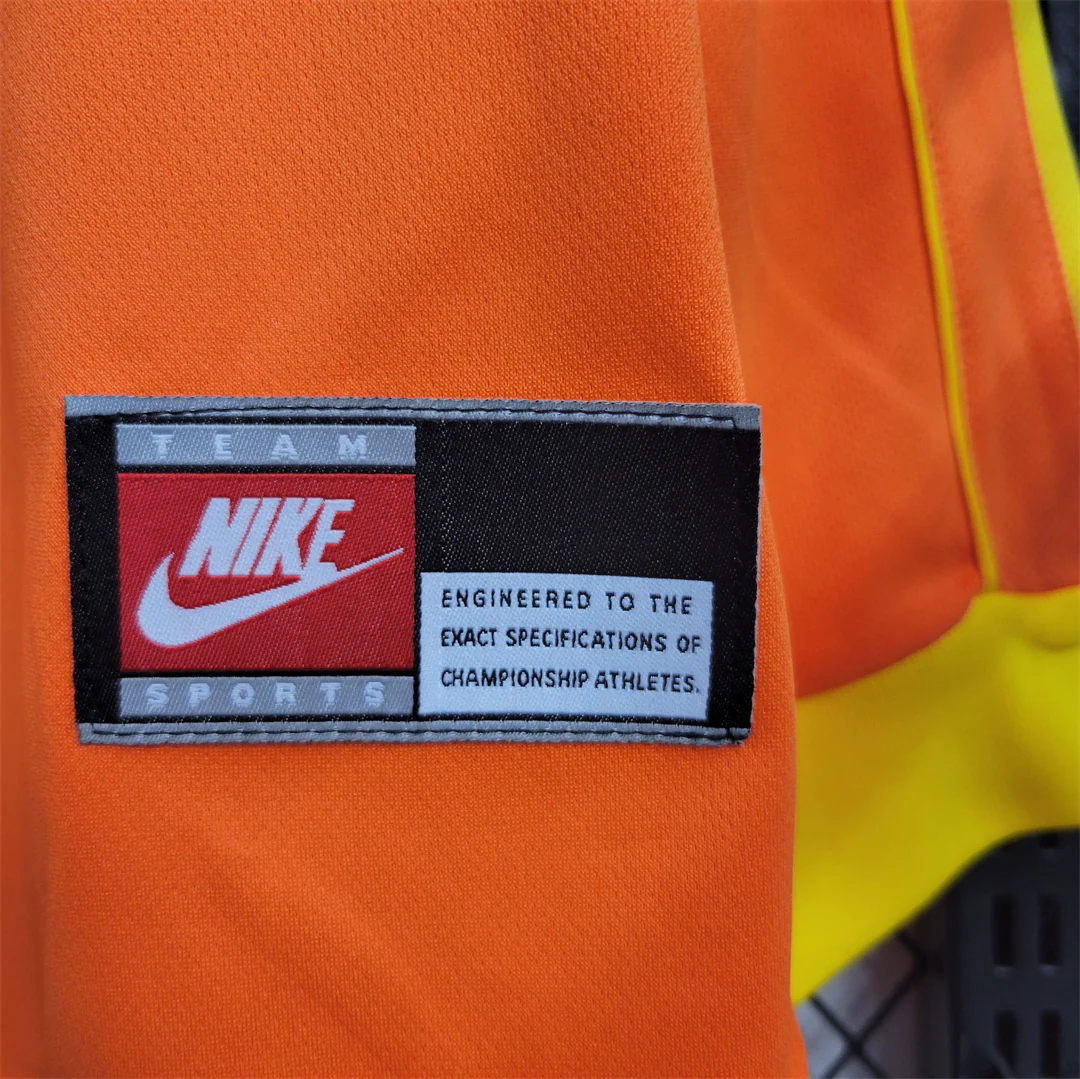 TEAM
NIKE
SPORTS
ENGINEERED TO THE
EXACT SPECIFICATIONS OF
CHAMPIONSHIP ATHLETES.